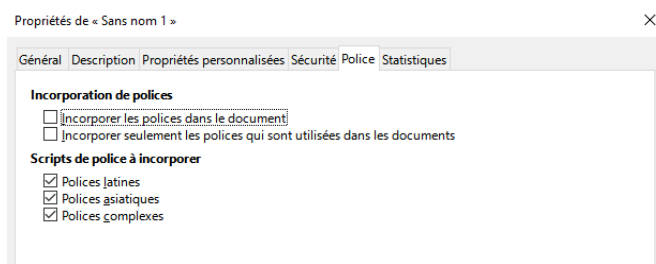 Propriétés de « Sans nom 1 »
Général Description Propriétés personnalisées Sécurité Police Statistiques
Incorporation de polices
Incorporer les polices dans le document
Incorporer seulement les polices qui sont utilisées dans les documents
Scripts de police à incorporer
Polices latines
Polices asiatiques
Polices complexes